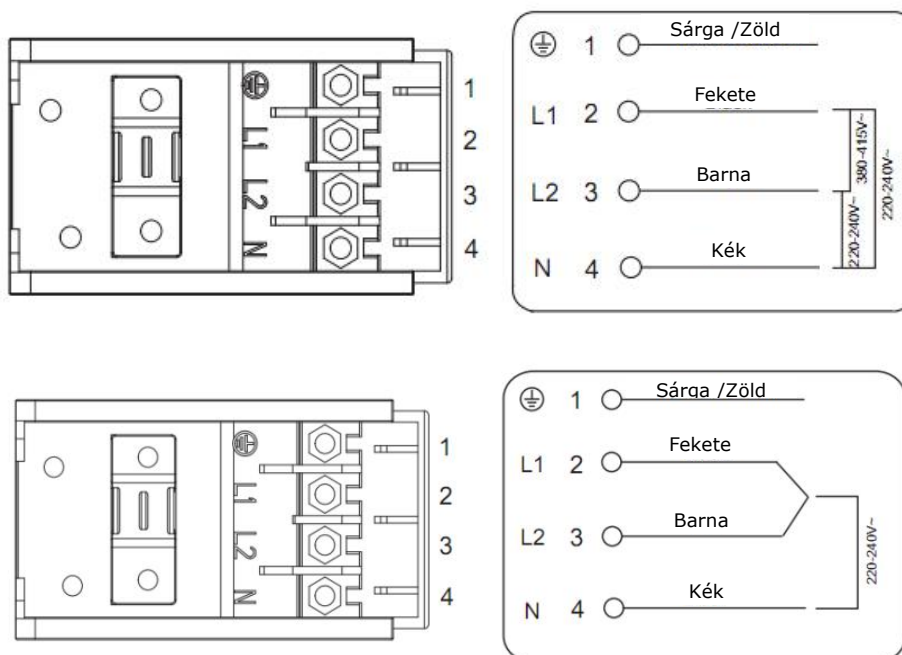 L1
L2
N
1
2
3
4
1 Sárga /Zöld
L1 2 Fekete
L2 3 Barna
N 4 Kék
380-415V~
220-240V~
220-240V~
L1
L2
N
1
2
3
4
1 Sárga /Zöld
L1 2 Fekete
L2 3 Barna
N 4 Kék
220-240V~